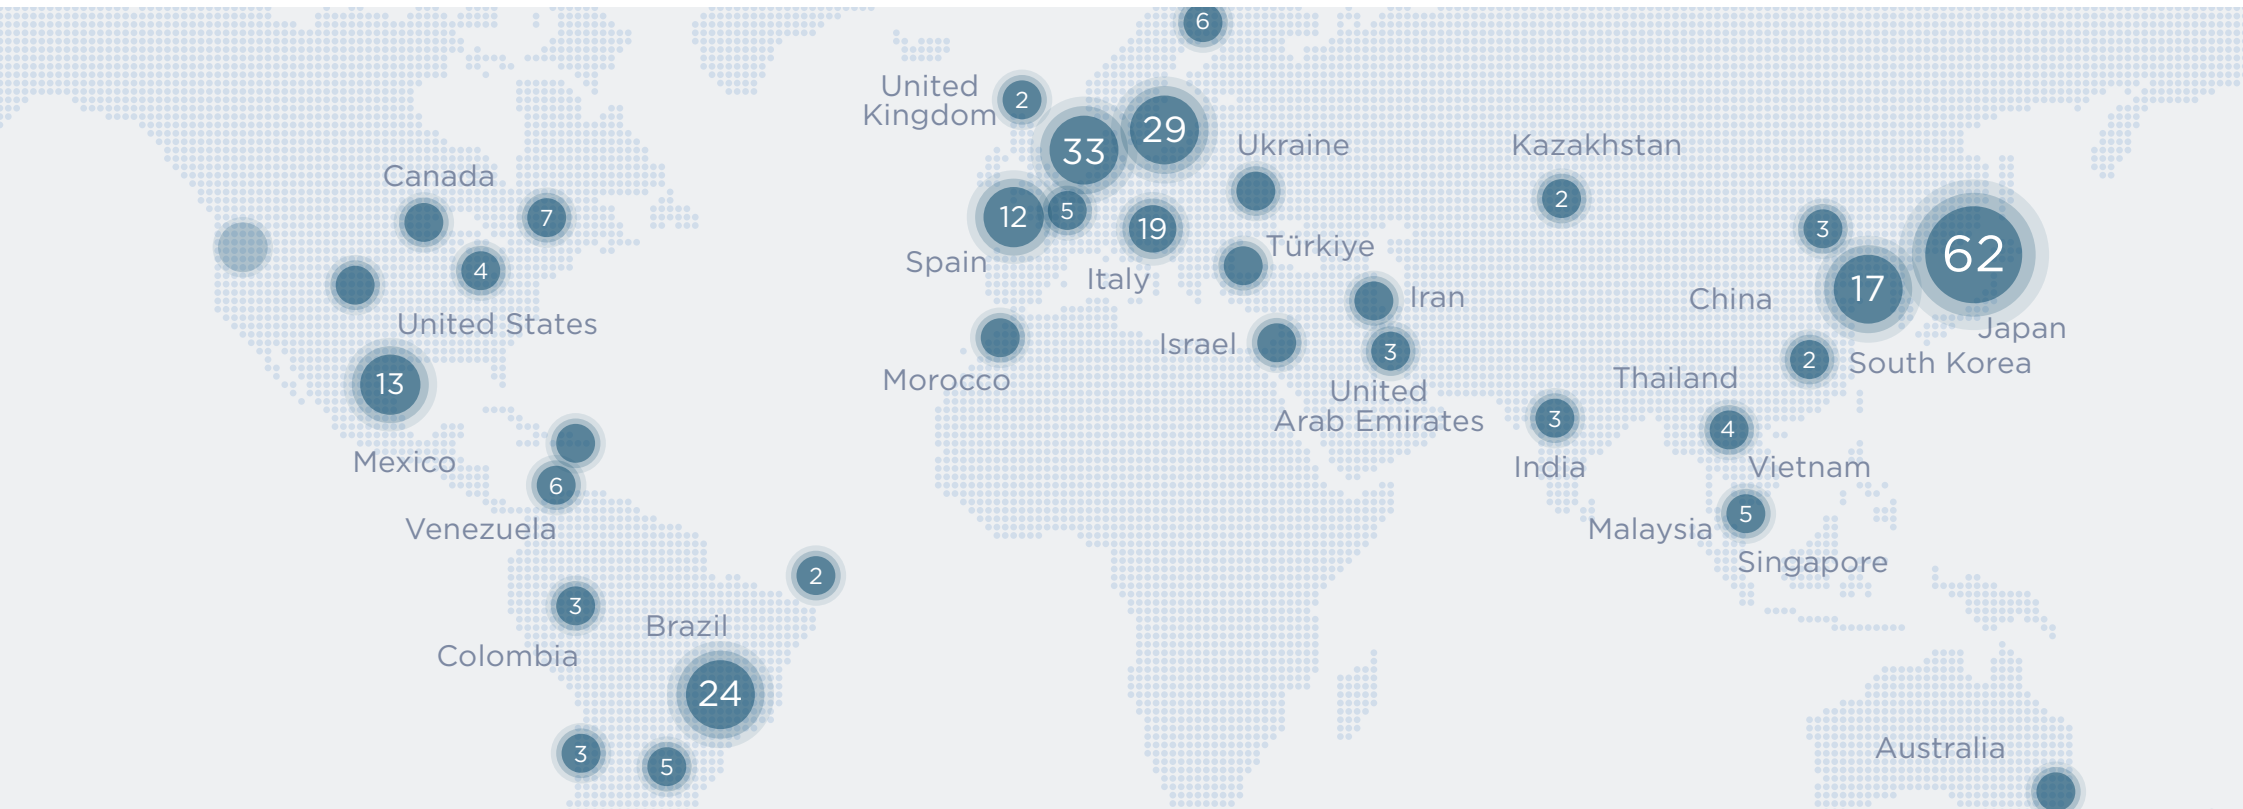 6
United
Kingdom
2
33
29
Ukraine
Kazakhstan
Canada
7
12
5
19
2
3
62
4
Spain
Italy
Türkiye
Iran
China
17
Japan
United States
Morocco
Israel
3
United
Arab Emirates
Thailand
2
South Korea
13
Mexico
3
India
4
Vietnam
6
Venezuela
Malaysia
5
Singapore
2
3
Colombia
Brazil
24
3
5
Australia